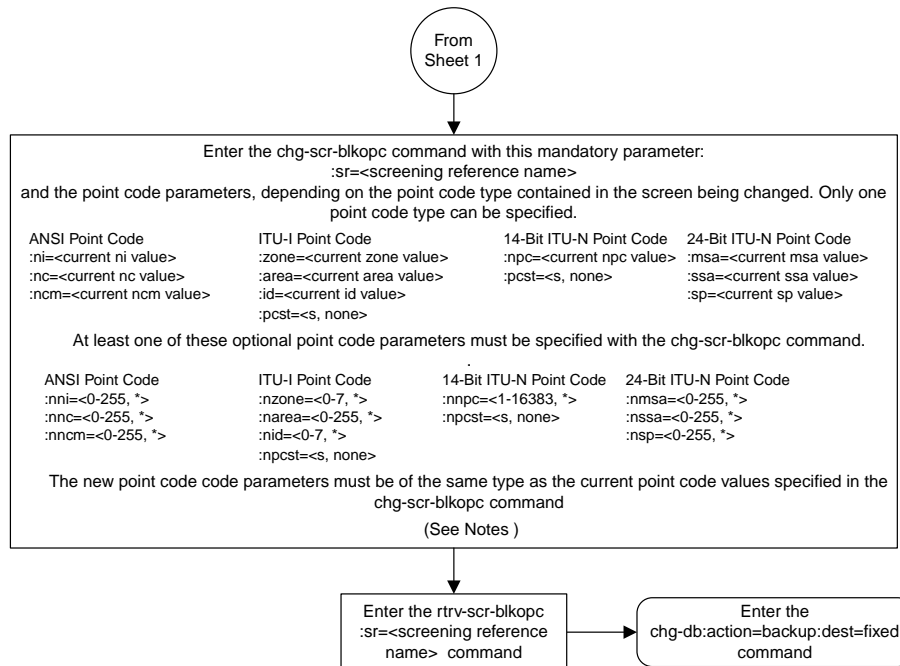 From
Sheet 1
Enter the chg-scr-blkopc command with this mandatory parameter:
:sr=<screening reference name>
and the point code parameters, depending on the point code type contained in the screen being changed. Only one
point code type can be specified.
ANSI Point Code
:ni=<current ni value>
:nc=<current nc value>
:ncm=<current ncm value>
ITU-I Point Code
:zone=<current zone value>
:area=<current area value>
:id=<current id value>
:pcst=<s, none>
14-Bit ITU-N Point Code
:npc=<current npc value>
:pcst=<s, none>
24-Bit ITU-N Point Code
:msa=<current msa value>
:ssa=<current ssa value>
:sp=<current sp value>
At least one of these optional point code parameters must be specified with the chg-scr-blkopc command.
.
ANSI Point Code
:nni=<0-255, *>
:nnc=<0-255, *>
:nncm=<0-255, *>
ITU-I Point Code
:nzone=<0-7, *>
:narea=<0-255, *>
:nid=<0-7, *>
:npcst=<s, none>
14-Bit ITU-N Point Code
:nnpc=<1-16383, *>
:npcst=<s, none>
24-Bit ITU-N Point Code
:nmsa=<0-255, *>
:nssa=<0-255, *>
:nsp=<0-255, *>
The new point code code parameters must be of the same type as the current point code values specified in the
chg-scr-blkopc command
(See Notes )
Enter the rtrv-scr-blkopc
:sr=<screening reference
name>  command
Enter the
chg-db:action=backup:dest=fixed
command